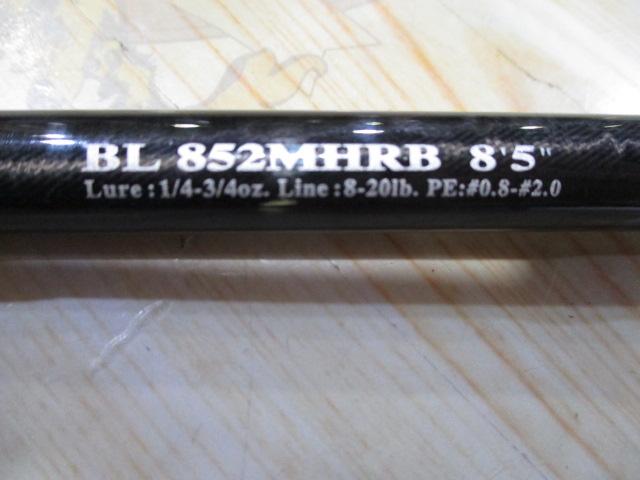 BL 852MHRB 8'5"
Lure:1/4-3/4oz. Line:8-20lb. PE:#0.8-#2.0